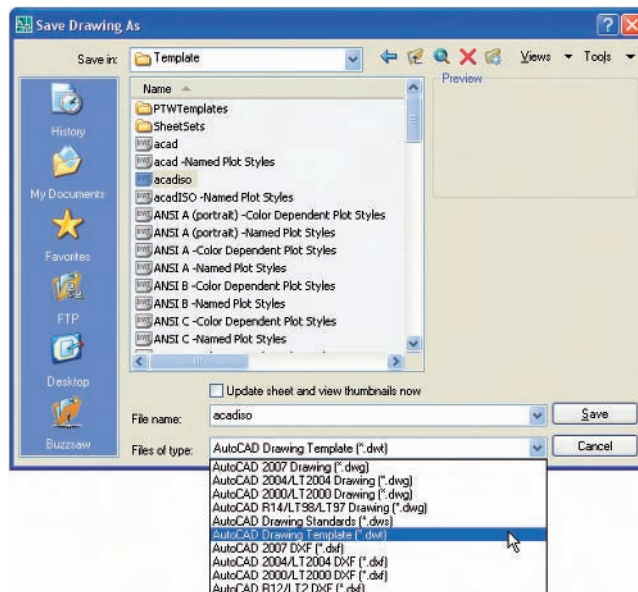 Save Drawing As
Save in: Template Views Tools
Preview
Name
PTWTemplates
SheetSets
acad
acad -Named Plot Styles
acadiso
acadISO -Named Plot Styles
ANSI A (portrait) -Color Dependent Plot Styles
ANSI A (portrait) -Named Plot Styles
ANSI A -Color Dependent Plot Styles
ANSI A -Named Plot Styles
ANSI B -Color Dependent Plot Styles
ANSI B -Named Plot Styles
ANSI C -Color Dependent Plot Styles
ANSI C -Named Plot Styles
History
My Documents
Favorites
FTP
Desktop
Buzzsaw
Update sheet and view thumbnails now
File name: acadiso Save
Files of type: AutoCAD Drawing Template (*.dwt) Cancel
AutoCAD 2007 Drawing (*.dwg)
AutoCAD 2004/LT2004 Drawing (*.dwg)
AutoCAD 2000/LT2000 Drawing (*.dwg)
AutoCAD R14/LT98/LT97 Drawing (*.dwg)
AutoCAD Drawing Standards (*.dws)
AutoCAD Drawing Template (*.dwt)
AutoCAD 2007 DXF (*.dxf)
AutoCAD 2004/LT2004 DXF (*.dxf)
AutoCAD 2000/LT2000 DXF (*.dxf)
AutoCAD R12/LT2 DXF (*.dxf)